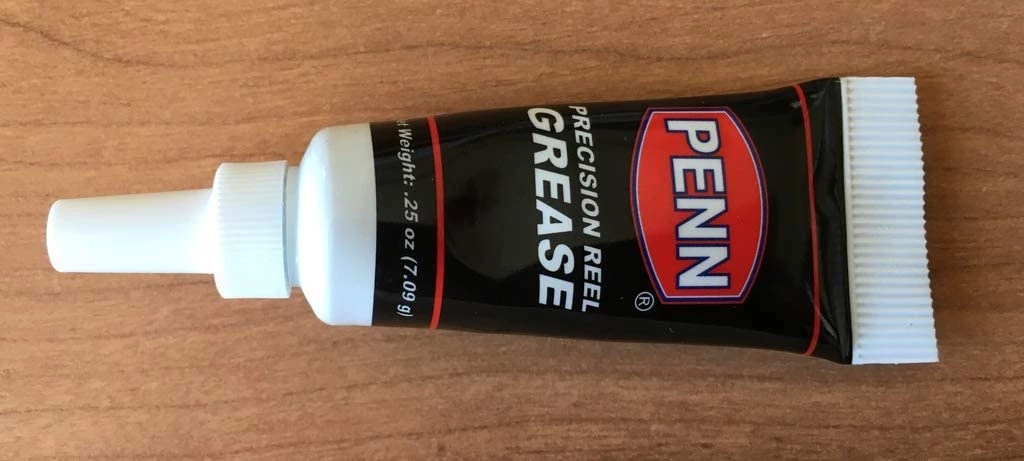 PENN
®
PRECISION REEL
GREASE
Weight: .25 oz (7.09 g)